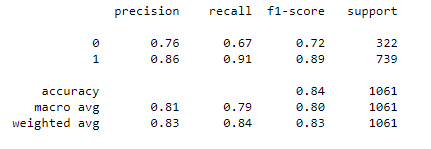 precision recall f1-score support
0 0.76 0.67 0.72 322
1 0.86 0.91 0.89 739
accuracy 0.84 1061
macro avg 0.81 0.79 0.80 1061
weighted avg 0.83 0.84 0.83 1061